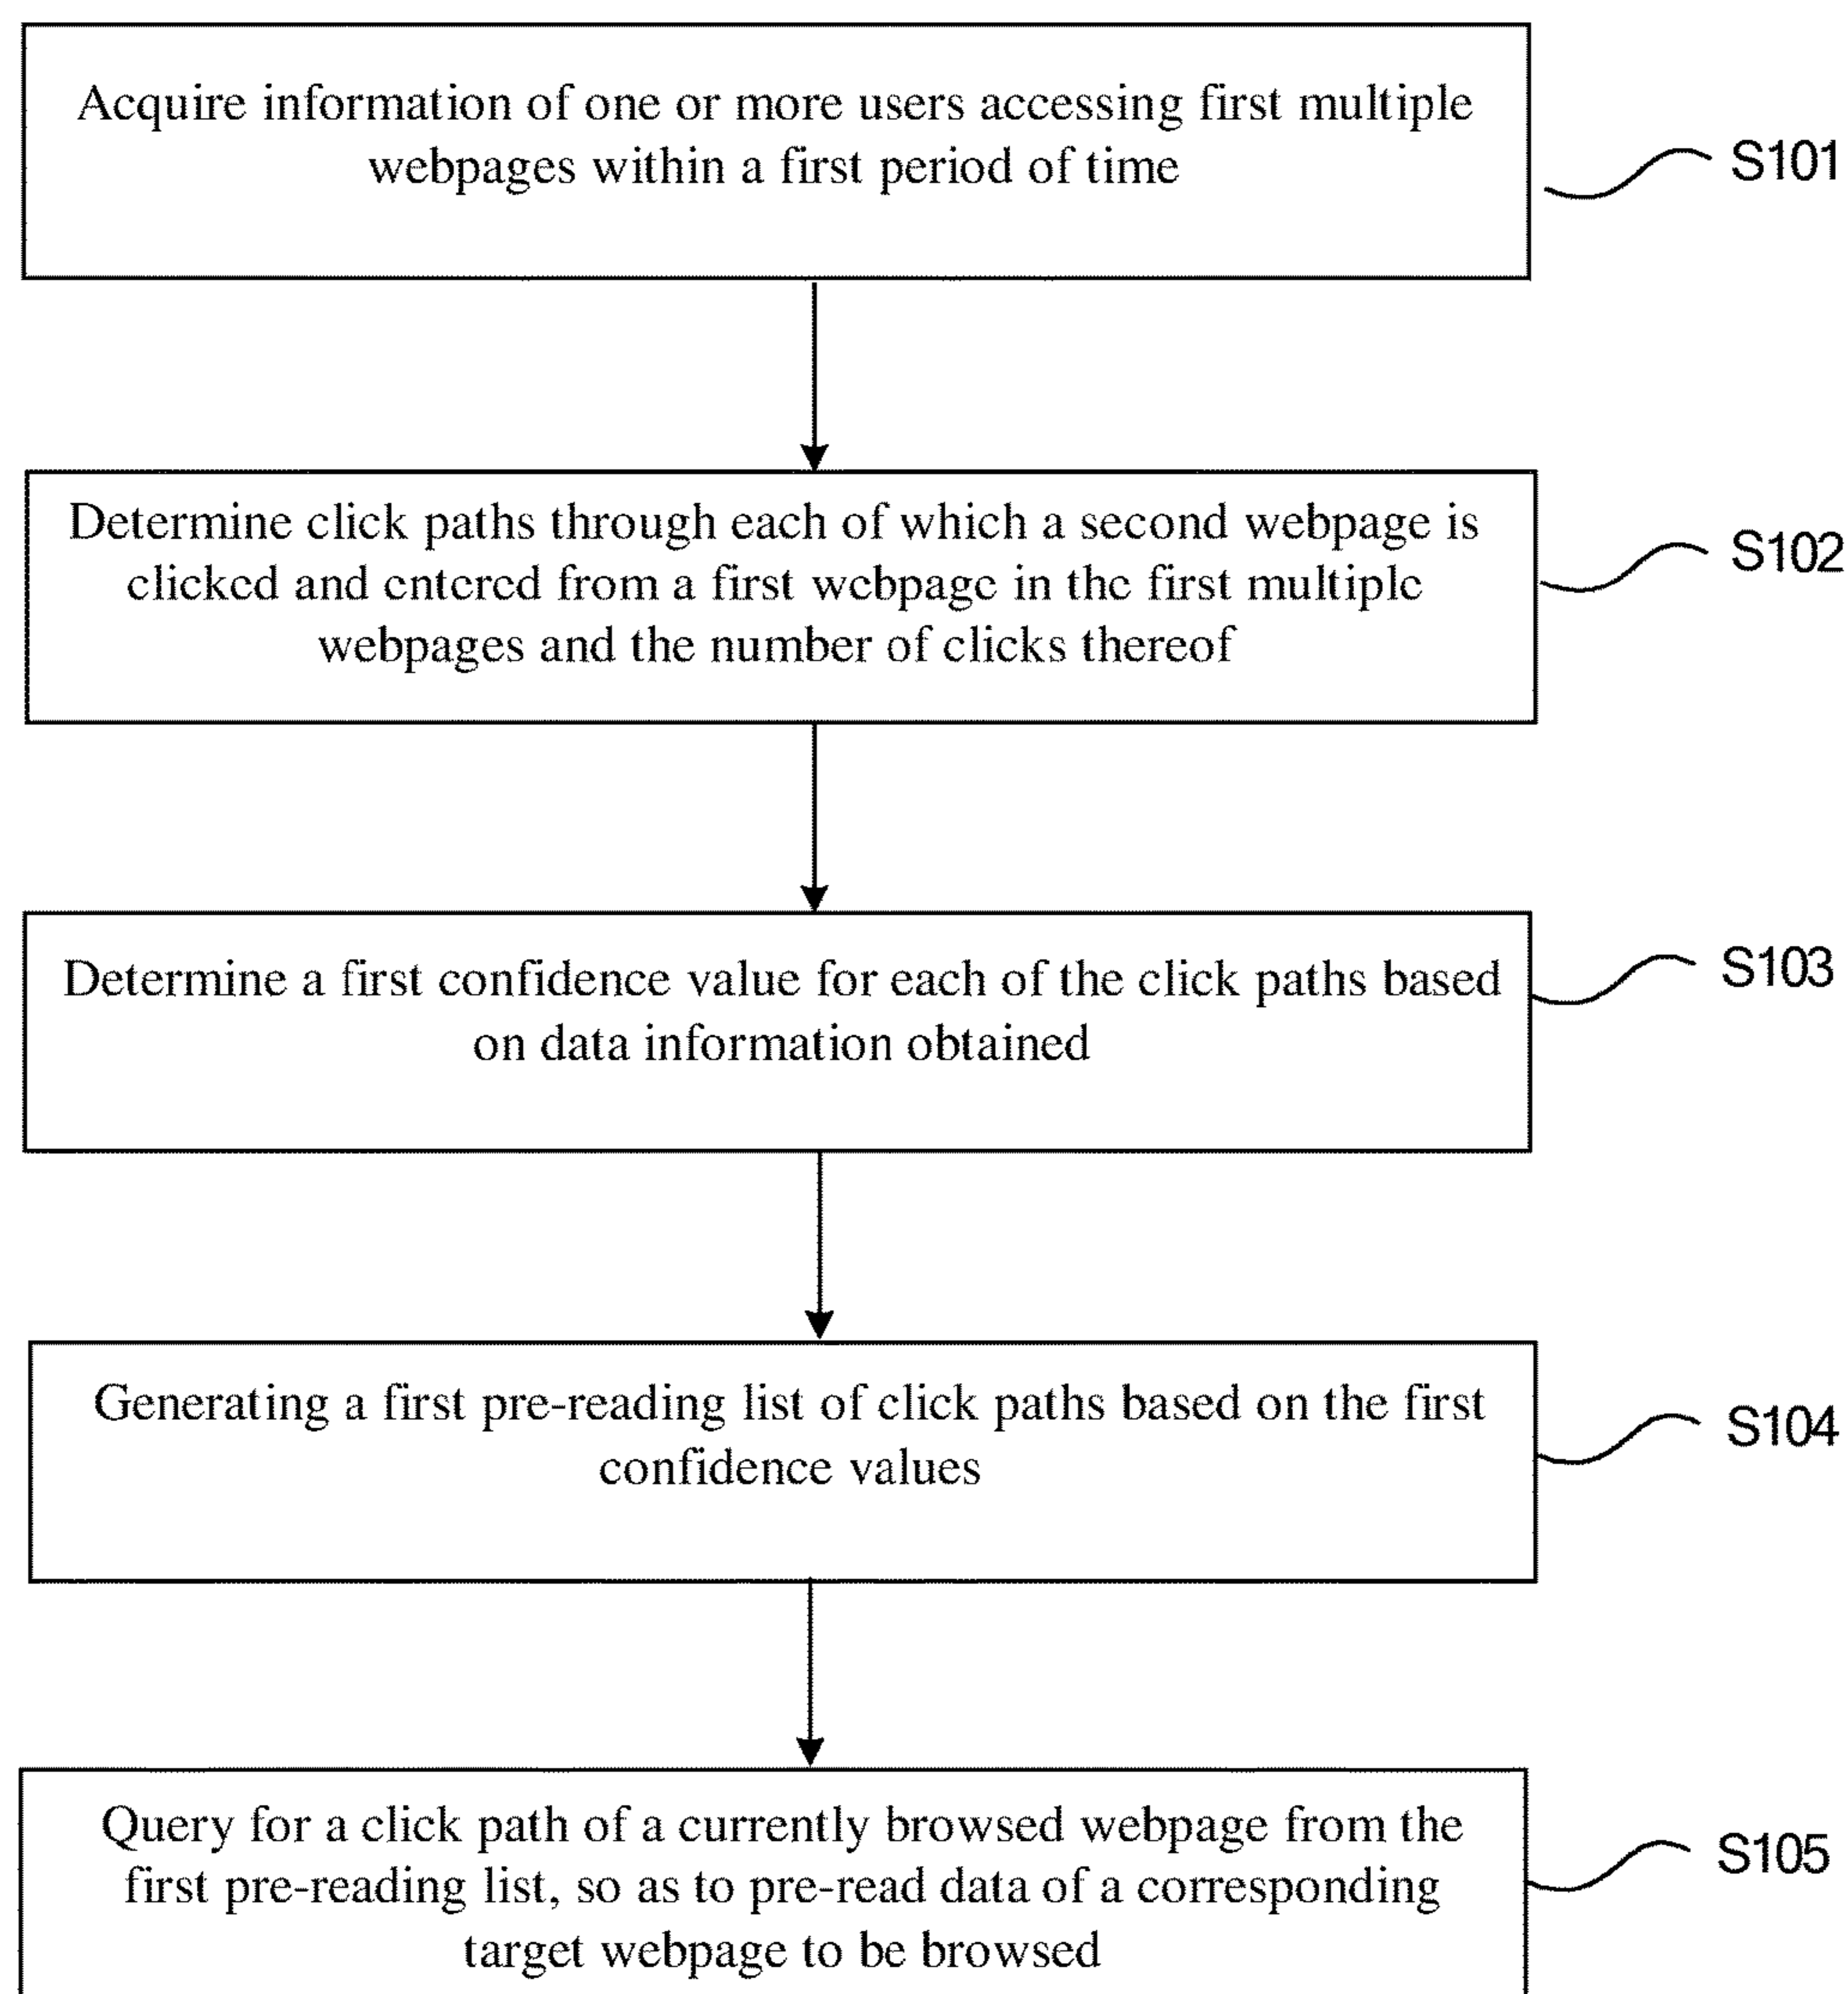 Acquire information of one or more users accessing first multiple
webpages within a first period of time
S101
Determine click paths through each of which a second webpage is
clicked and entered from a first webpage in the first multiple
webpages and the number of clicks thereof
S102
Determine a first confidence value for each of the click paths based
on data information obtained
S103
Generating a first pre-reading list of click paths based on the first
confidence values
S104
Query for a click path of a currently browsed webpage from the
first pre-reading list, so as to pre-read data of a corresponding
target webpage to be browsed
S105